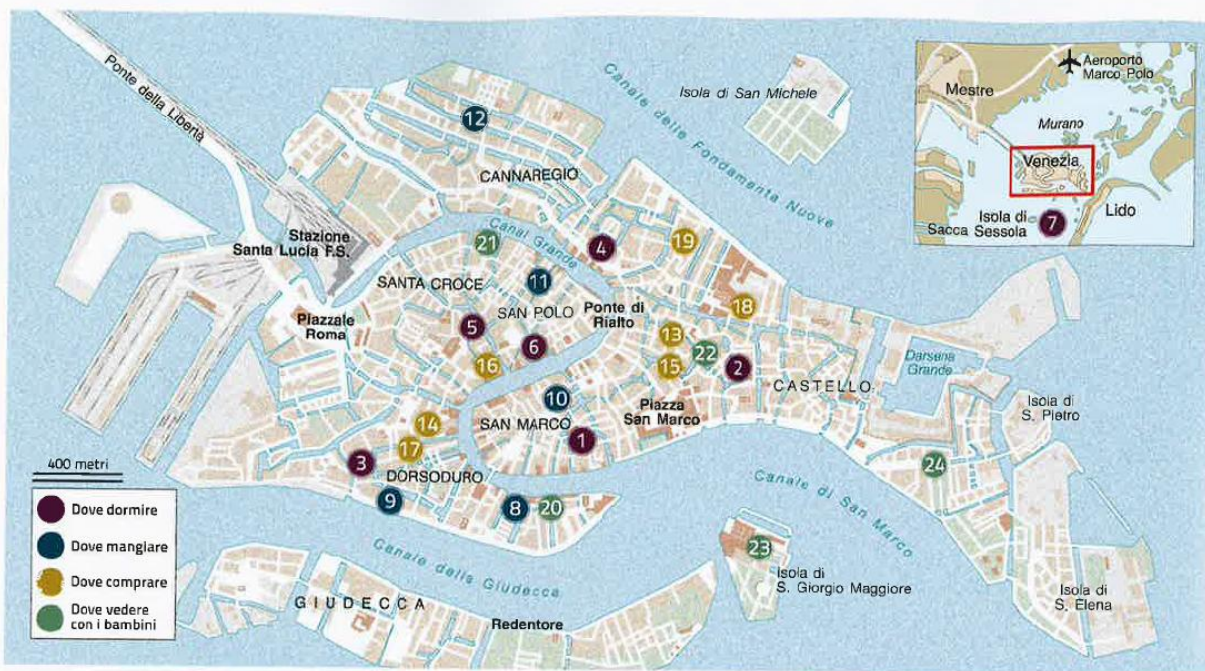 Ponte della Libertà
Isola di San Michele
Canale delle Fondamenta Nuove
Aeroporto
Marco Polo
Mestre
Murano
Venezia
Lido
Isola di
Sacca Sessola
7
12
CANNAREGIO
Stazione
Santa Lucia F.S.
21
Canal Grande
4
19
SANTA CROCE
11
SAN POLO
Ponte di
Rialto
18
Piazzale
Roma
5
6
13
22
16
15
2
CASTELLO
Darsena
Grande
10
Piazza
San Marco
Isola di
S. Pietro
14
SAN MARCO
1
17
3
DORSODURO
24
9
8
20
Canale di San Marco
400 metri
Dove dormire
Dove mangiare
Dove comprare
Dove vedere
con i bambini
Canale della Giudecca
23
Isola di
S. Giorgio Maggiore
Isola di
S. Elena
GIUDECCA
Redentore